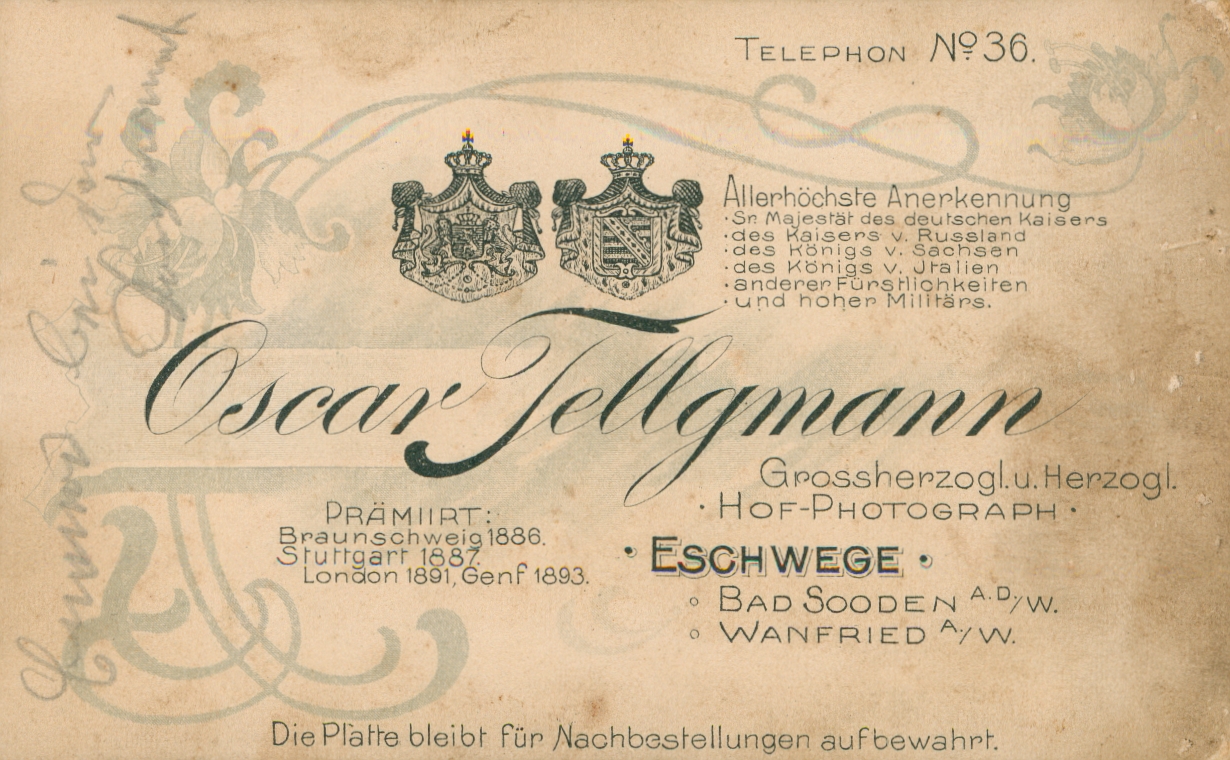 Telephon No 36.
Allerhöchste Anerkennung
· Sr. Majestät des deutschen Kaisers
· des Kaisers v. Russland
· des Königs v. Sachsen
· des Königs v. Jtalien
· anderer Fürstlichkeiten
· und hoher Militärs.
Oscar Tellgmann
Grossherzogl. u. Herzogl.
· Hof-Photograph ·
PRÄMIIRT:
Braunschweig 1886.
Stuttgart 1887.
London 1891, Genf 1893.
· ESCHWEGE ·
◦ BAD SOODEN A.D/W.
◦ WANFRIED A./W.
Die Platte bleibt für Nachbestellungen aufbewahrt.